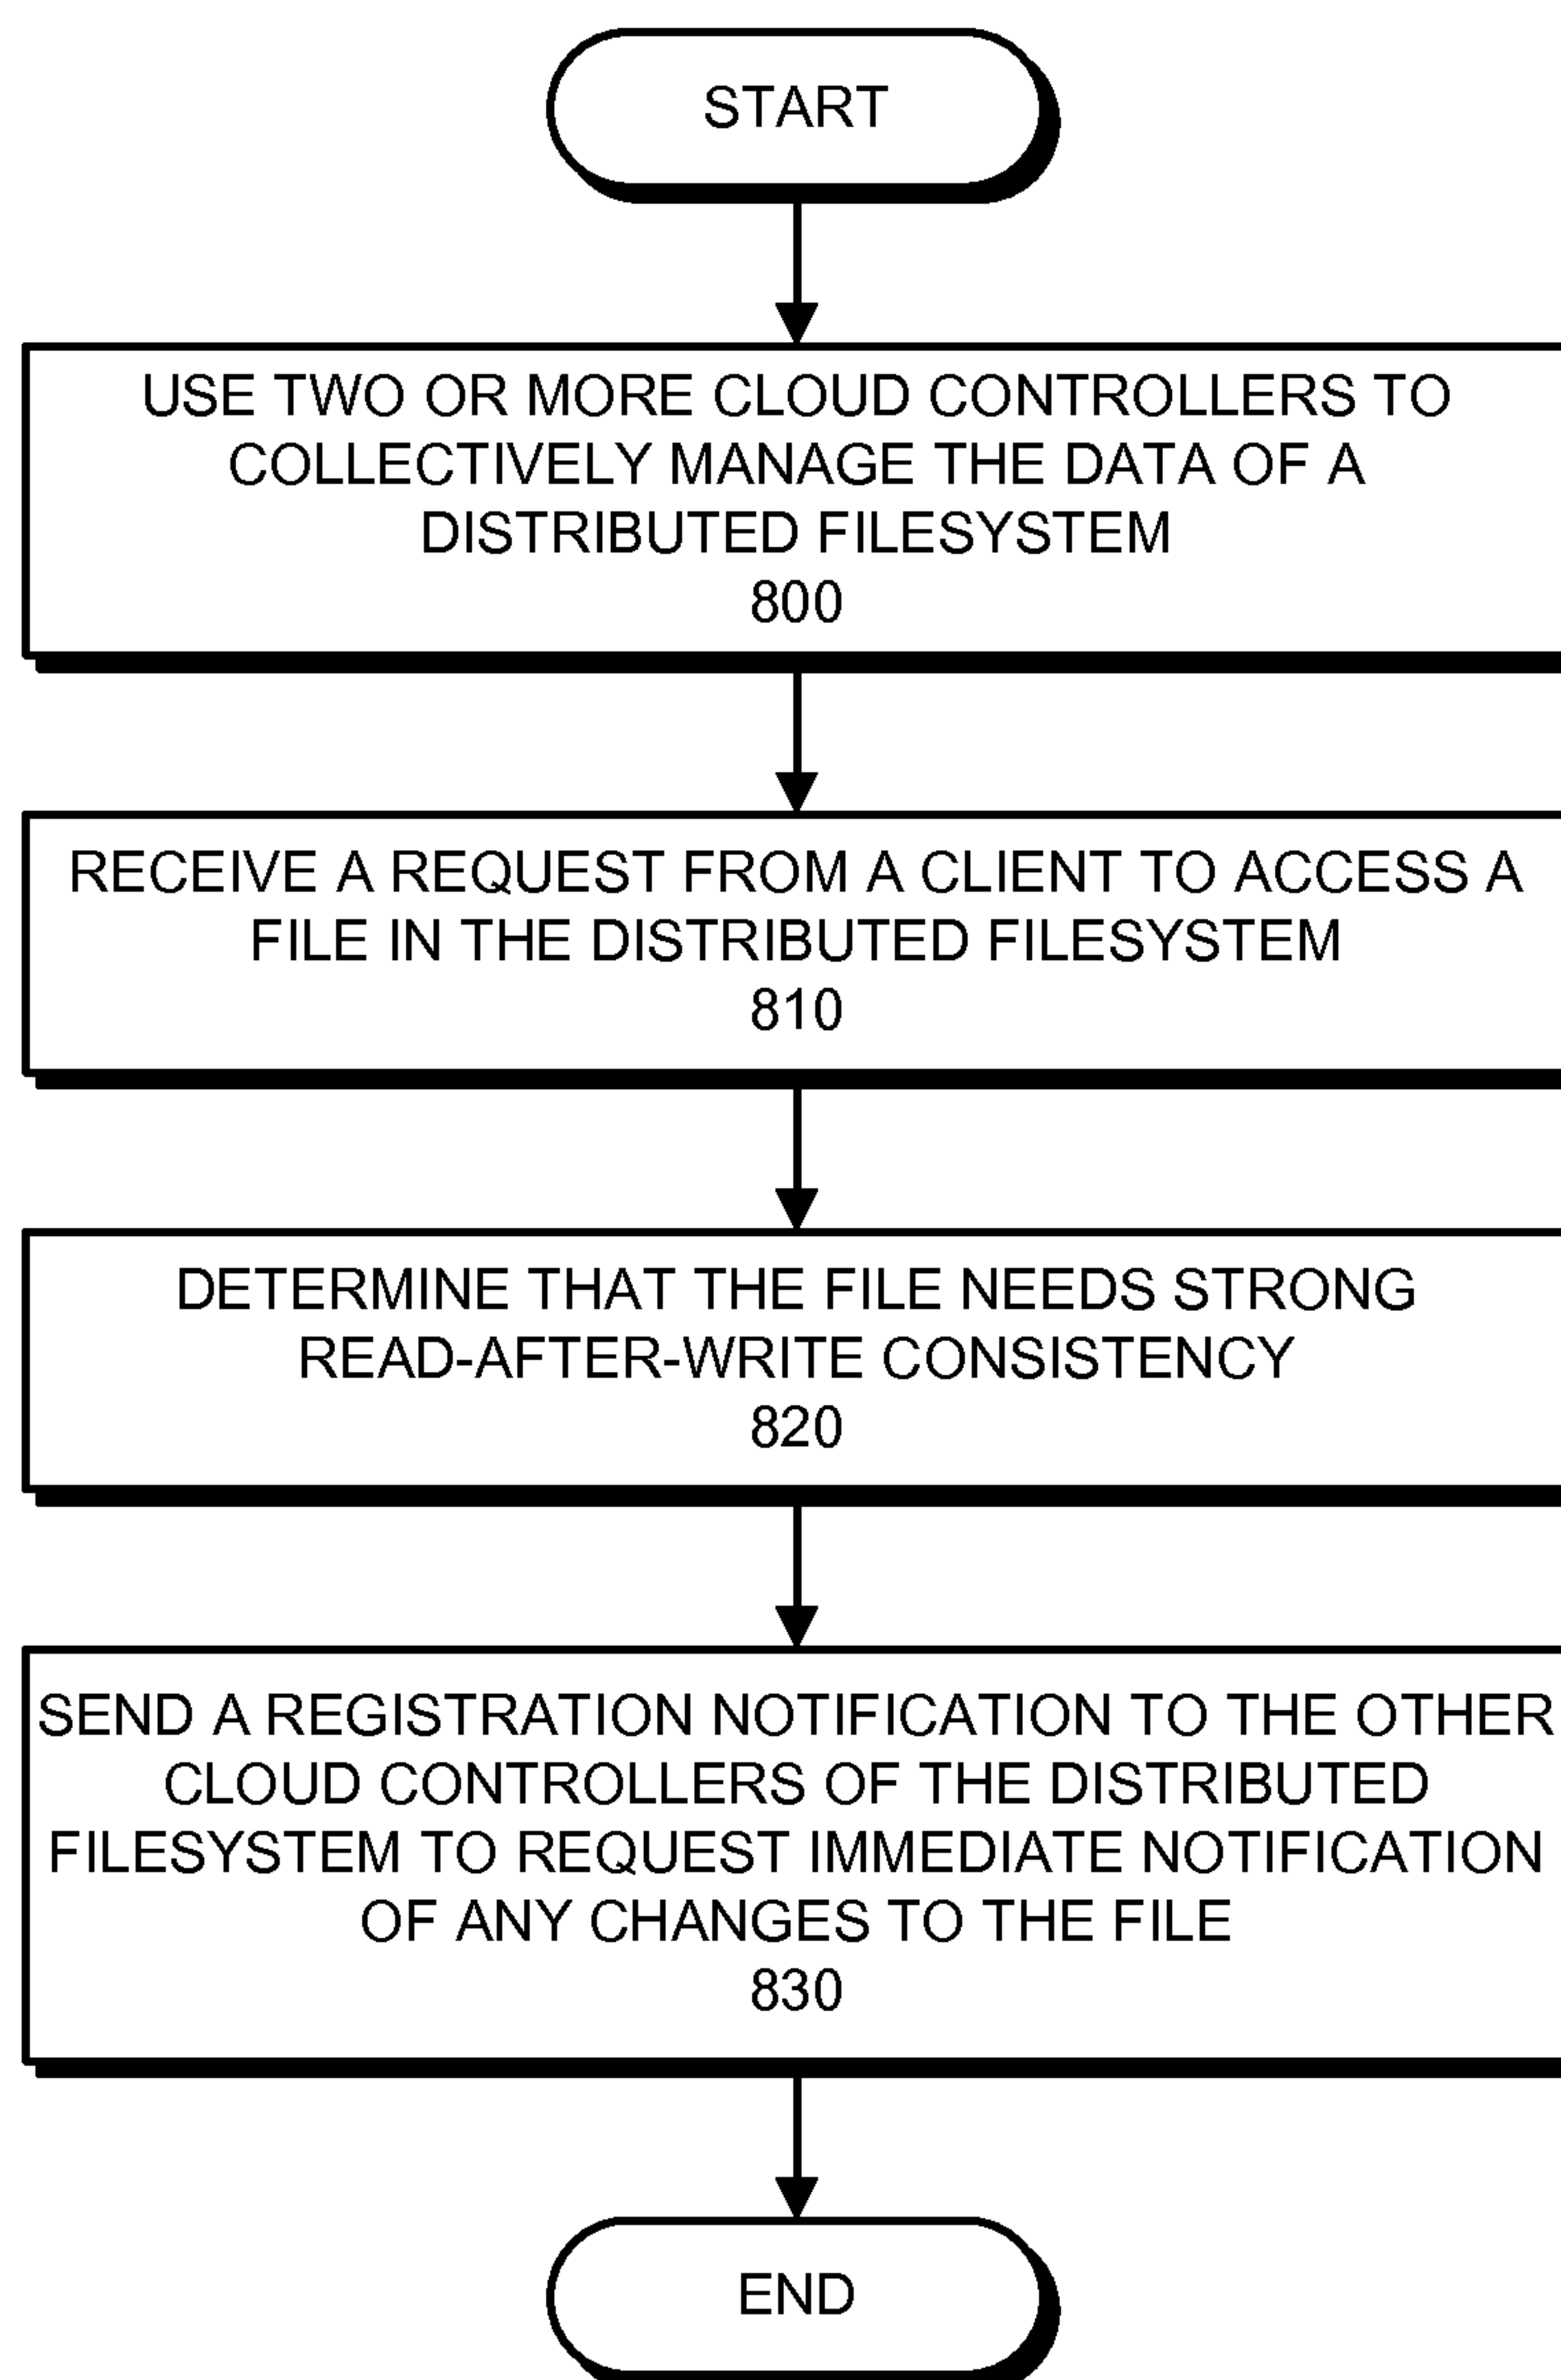 START
USE TWO OR MORE CLOUD CONTROLLERS TO
COLLECTIVELY MANAGE THE DATA OF A
DISTRIBUTED FILESYSTEM
800
RECEIVE A REQUEST FROM A CLIENT TO ACCESS A
FILE IN THE DISTRIBUTED FILESYSTEM
810
DETERMINE THAT THE FILE NEEDS STRONG
READ-AFTER-WRITE CONSISTENCY
820
SEND A REGISTRATION NOTIFICATION TO THE OTHER
CLOUD CONTROLLERS OF THE DISTRIBUTED
FILESYSTEM TO REQUEST IMMEDIATE NOTIFICATION
OF ANY CHANGES TO THE FILE
830
END